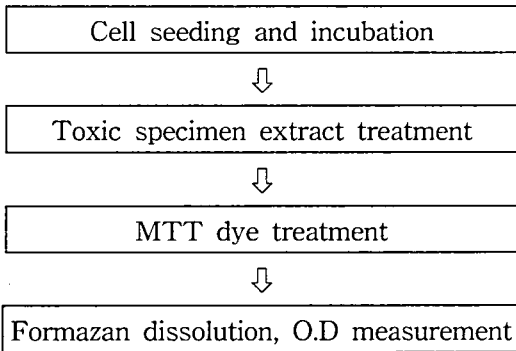 Cell seeding and incubation
⇩
Toxic specimen extract treatment
⇩
MTT dye treatment
⇩
Formazan dissolution, O.D measurement